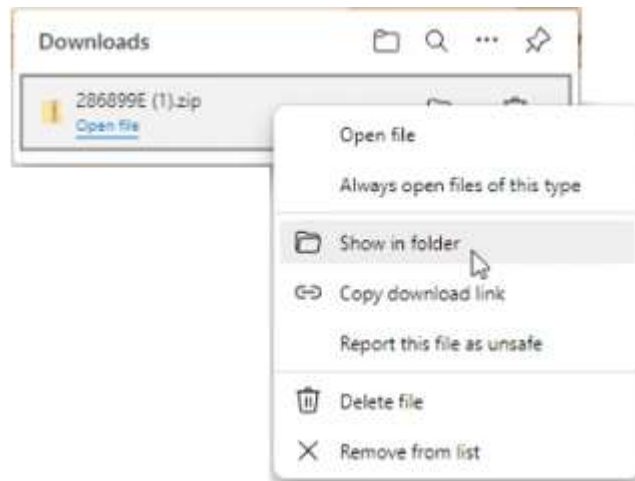 Downloads
286899E (1).zip
Open file
Open file
Always open files of this type
Show in folder
Copy download link
Report this file as unsafe
Delete file
Remove from list